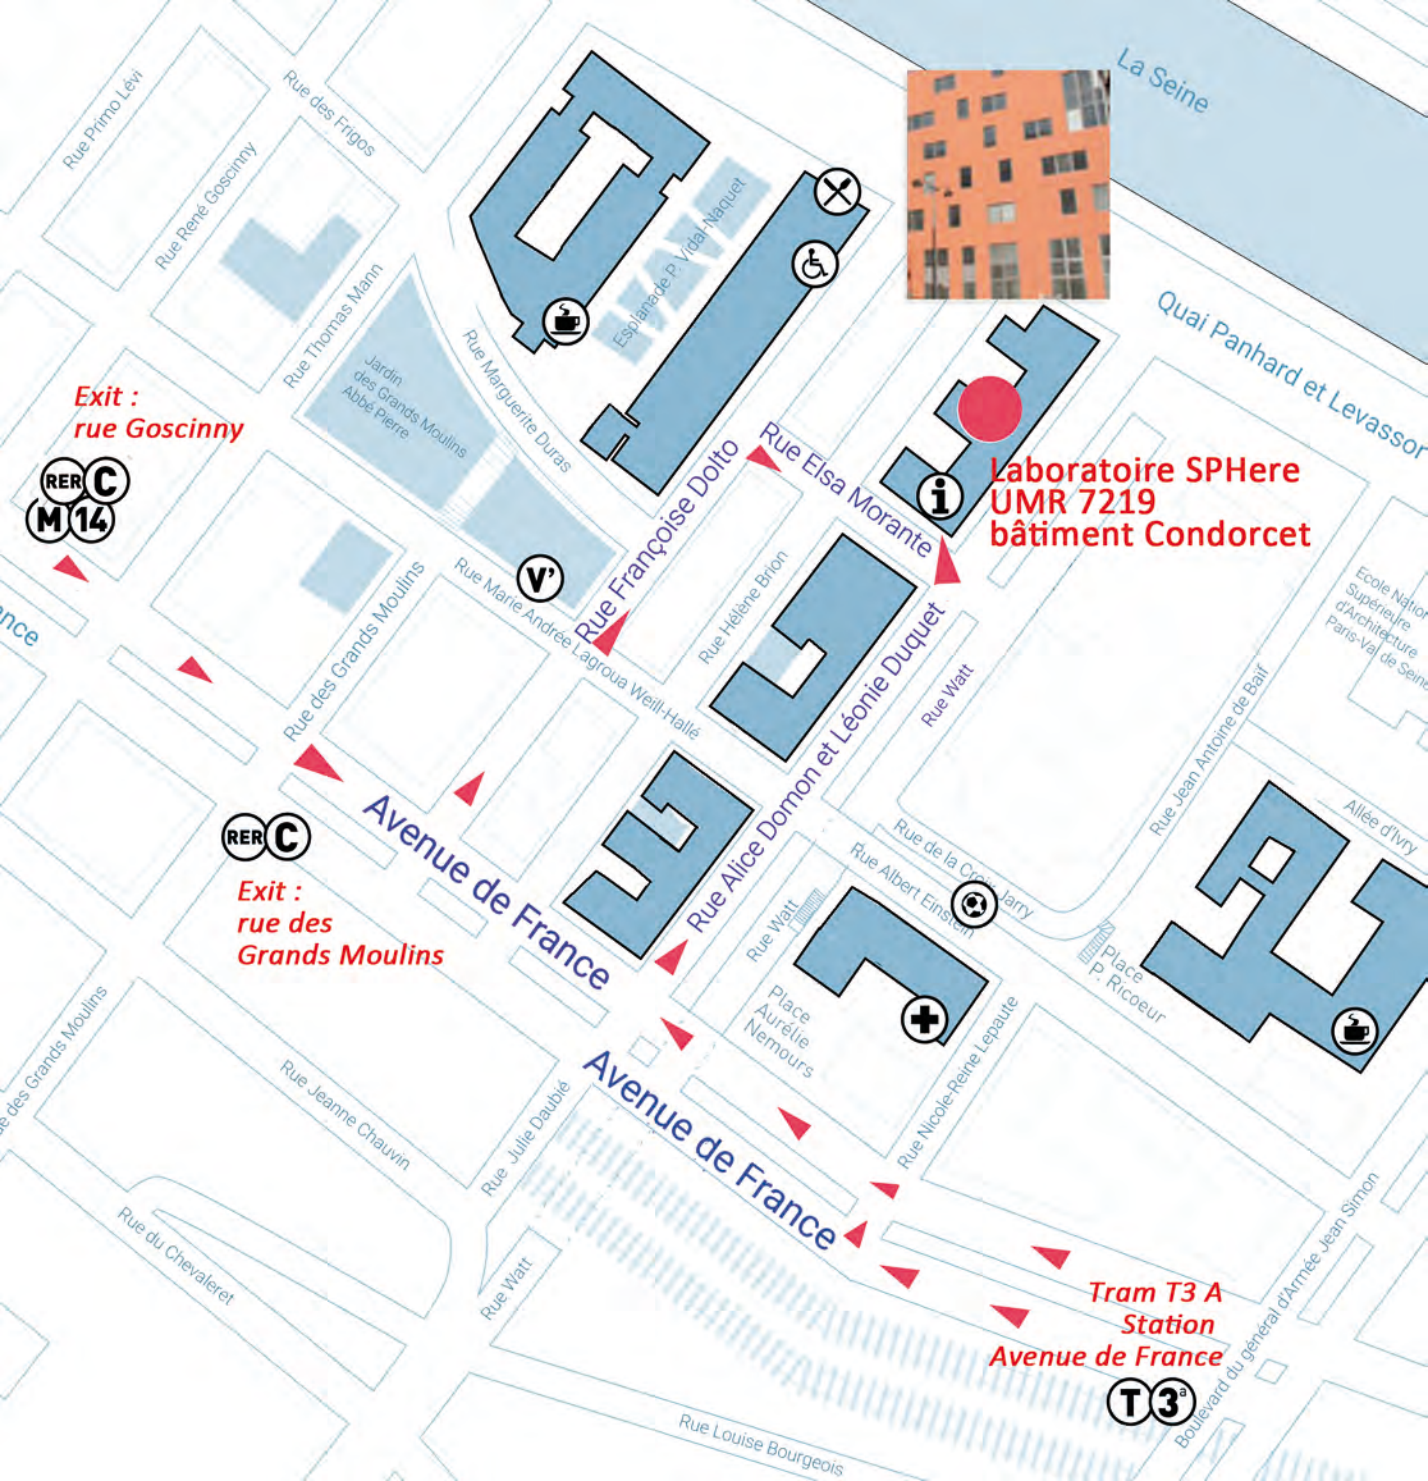 La Seine
Rue Primo Lévi
Rue des Frigos
Rue René Goscinny
Esplanade P. Vidal-Naquet
Rue Thomas Mann
Quai Panhard et Levassor
Jardin
des Grands Moulins
Abbé Pierre
Rue Marguerite Duras
Exit :
rue Goscinny
RER C
M 14
Rue Elsa Morante
Rue Françoise Dolto
i
Laboratoire SPHere
UMR 7219
bâtiment Condorcet
V'
Rue Marie Andrée Lagroua Weill-Hallé
Rue Hélène Brion
Rue des Grands Moulins
nce
Ecole Nation
Supérieure
d'Architecture
Paris-Val de Seine
Rue Alice Domon et Léonie Duquet
Rue Watt
Rue Jean Antoine de Baïf
Allée d'Ivry
Avenue de France
RER C
Exit :
rue des
Grands Moulins
Rue de la Croix Jarry
Rue Albert Einstein
Rue Watt
Place
P. Ricoeur
Place
Aurélie
Nemours
Rue Nicole-Reine Lepaute
e des Grands Moulins
Rue Jeanne Chauvin
Rue Julie Daubié
Avenue de France
Rue du Chevaleret
Rue Watt
Boulevard du général d'Armée Jean Simon
Tram T3 A
Station
Avenue de France
T 3a
Rue Louise Bourgeois